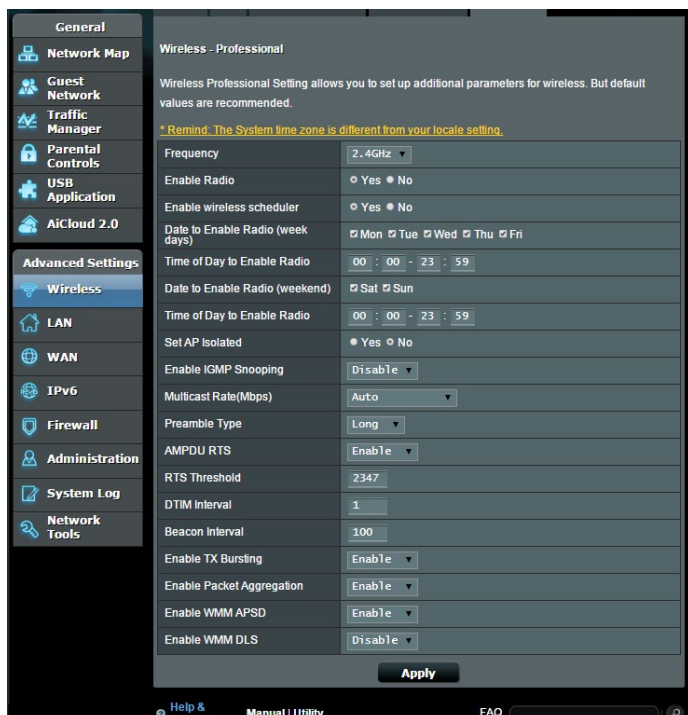 General
Network Map
Guest
Network
Traffic
Manager
Parental
Controls
USB
Application
AiCloud 2.0
Advanced Settings
Wireless
LAN
WAN
IPv6
Firewall
Administration
System Log
Network
Tools
Wireless - Professional
Wireless Professional Setting allows you to set up additional parameters for wireless. But default
values are recommended.
* Remind: The System time zone is different from your locale setting.
Frequency 2.4GHz
Enable Radio Yes No
Enable wireless scheduler Yes No
Date to Enable Radio (week
days) Mon Tue Wed Thu Fri
Time of Day to Enable Radio 00 : 00 - 23 : 59
Date to Enable Radio (weekend) Sat Sun
Time of Day to Enable Radio 00 : 00 - 23 : 59
Set AP Isolated Yes No
Enable IGMP Snooping Disable
Multicast Rate(Mbps) Auto
Preamble Type Long
AMPDU RTS Enable
RTS Threshold 2347
DTIM Interval 1
Beacon Interval 100
Enable TX Bursting Enable
Enable Packet Aggregation Enable
Enable WMM APSD Enable
Enable WMM DLS Disable
Apply
Help &
Manual | Utility
FAQ